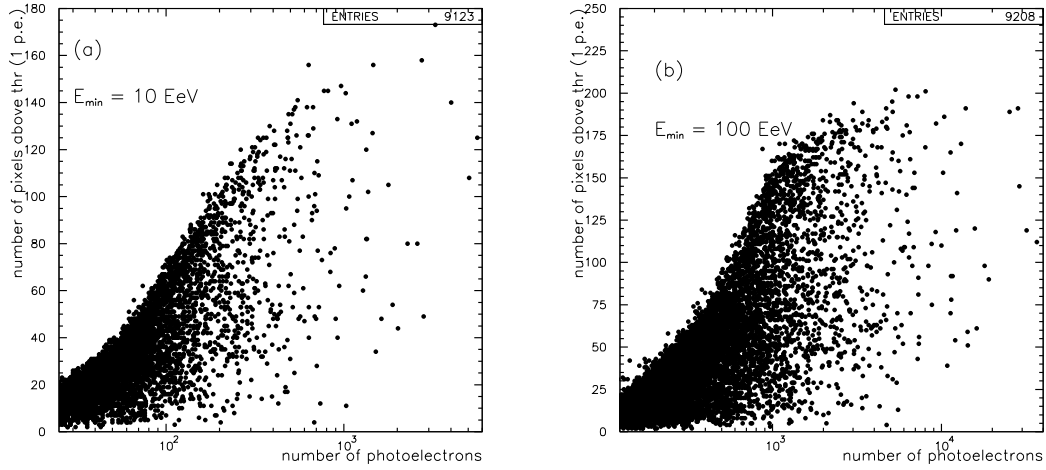 ENTRIES 9123
(a)
E_min = 10 EeV
number of pixels above thr (1 p.e.)
180
160
140
120
100
80
60
40
20
0
10^2 10^3
number of photoelectrons
ENTRIES 9208
(b)
E_min = 100 EeV
number of pixels above thr (1 p.e.)
250
225
200
175
150
125
100
75
50
25
0
10^3 10^4
number of photoelectrons